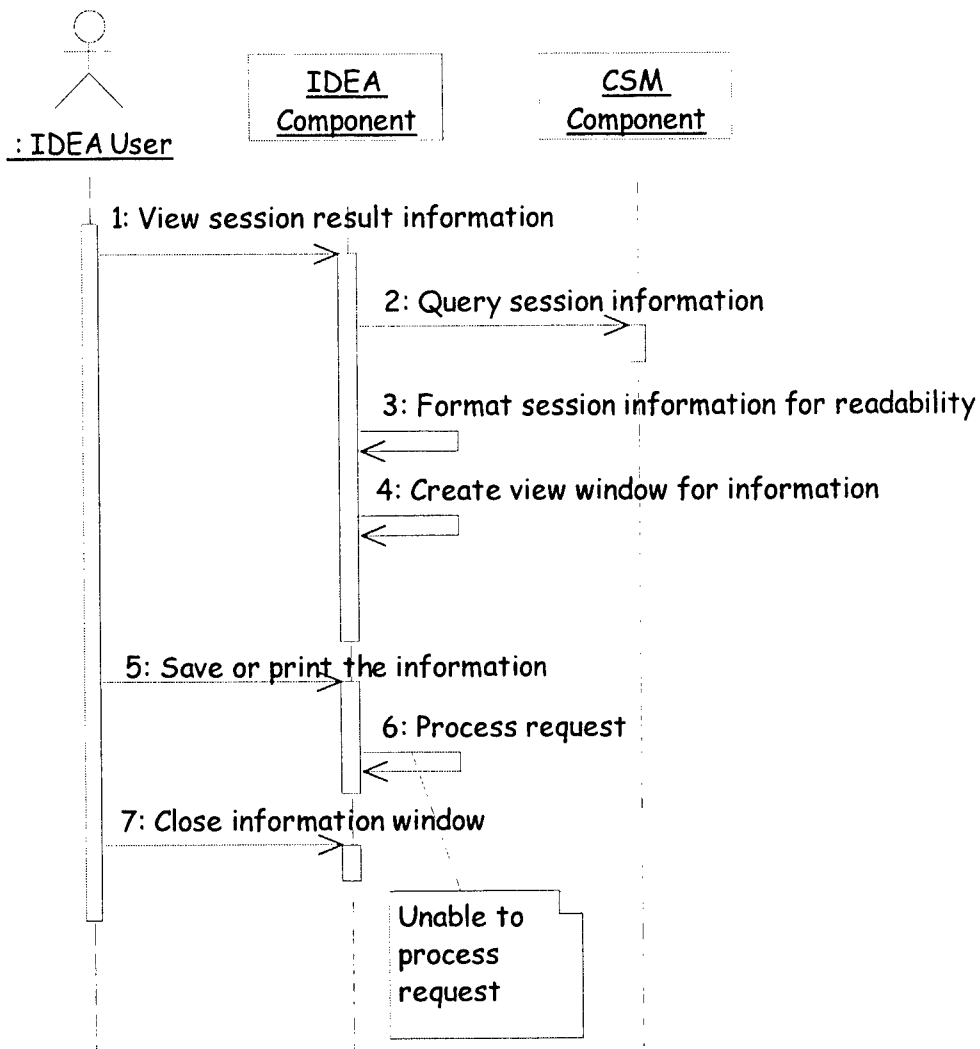 : IDEA User
IDEA
Component
CSM
Component
1: View session result information
2: Query session information
3: Format session information for readability
4: Create view window for information
5: Save or print the information
6: Process request
7: Close information window
Unable to
process
request